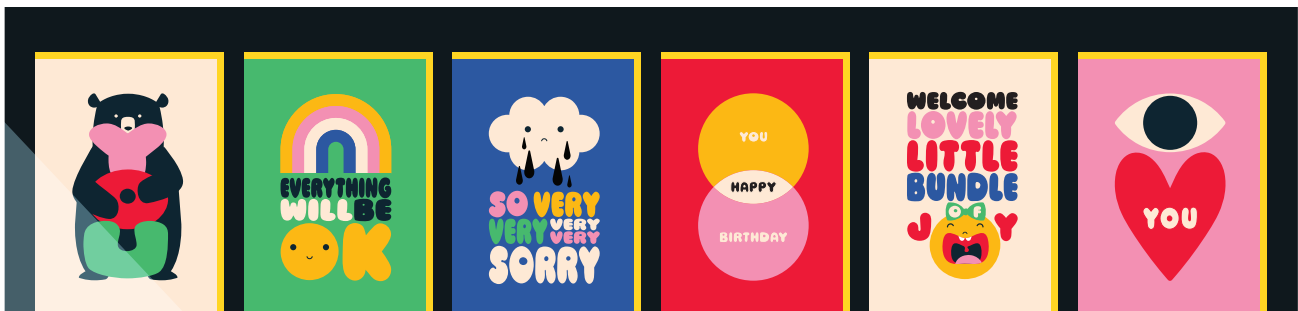 EVERYTHING
WILL BE
OK
SO VERY
VERY VERY
VERY
SORRY
YOU
HAPPY
BIRTHDAY
WELCOME
LOVELY
LITTLE
BUNDLE
OF
JOY
YOU